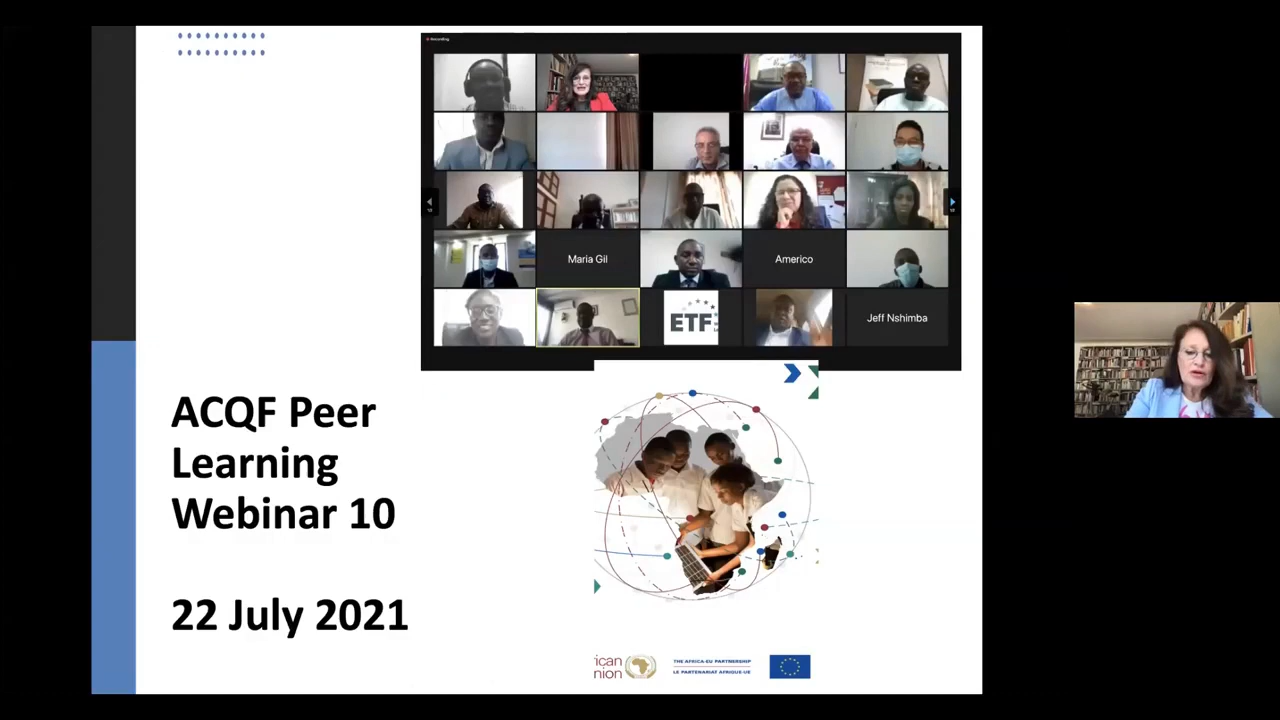 Recording
Maria Gil
Americo
ETF
Jeff Nshimba
ACQF Peer
Learning
Webinar 10
22 July 2021
ican
nion
THE AFRICA-EU PARTNERSHIP
LE PARTENARIAT AFRIQUE-UE